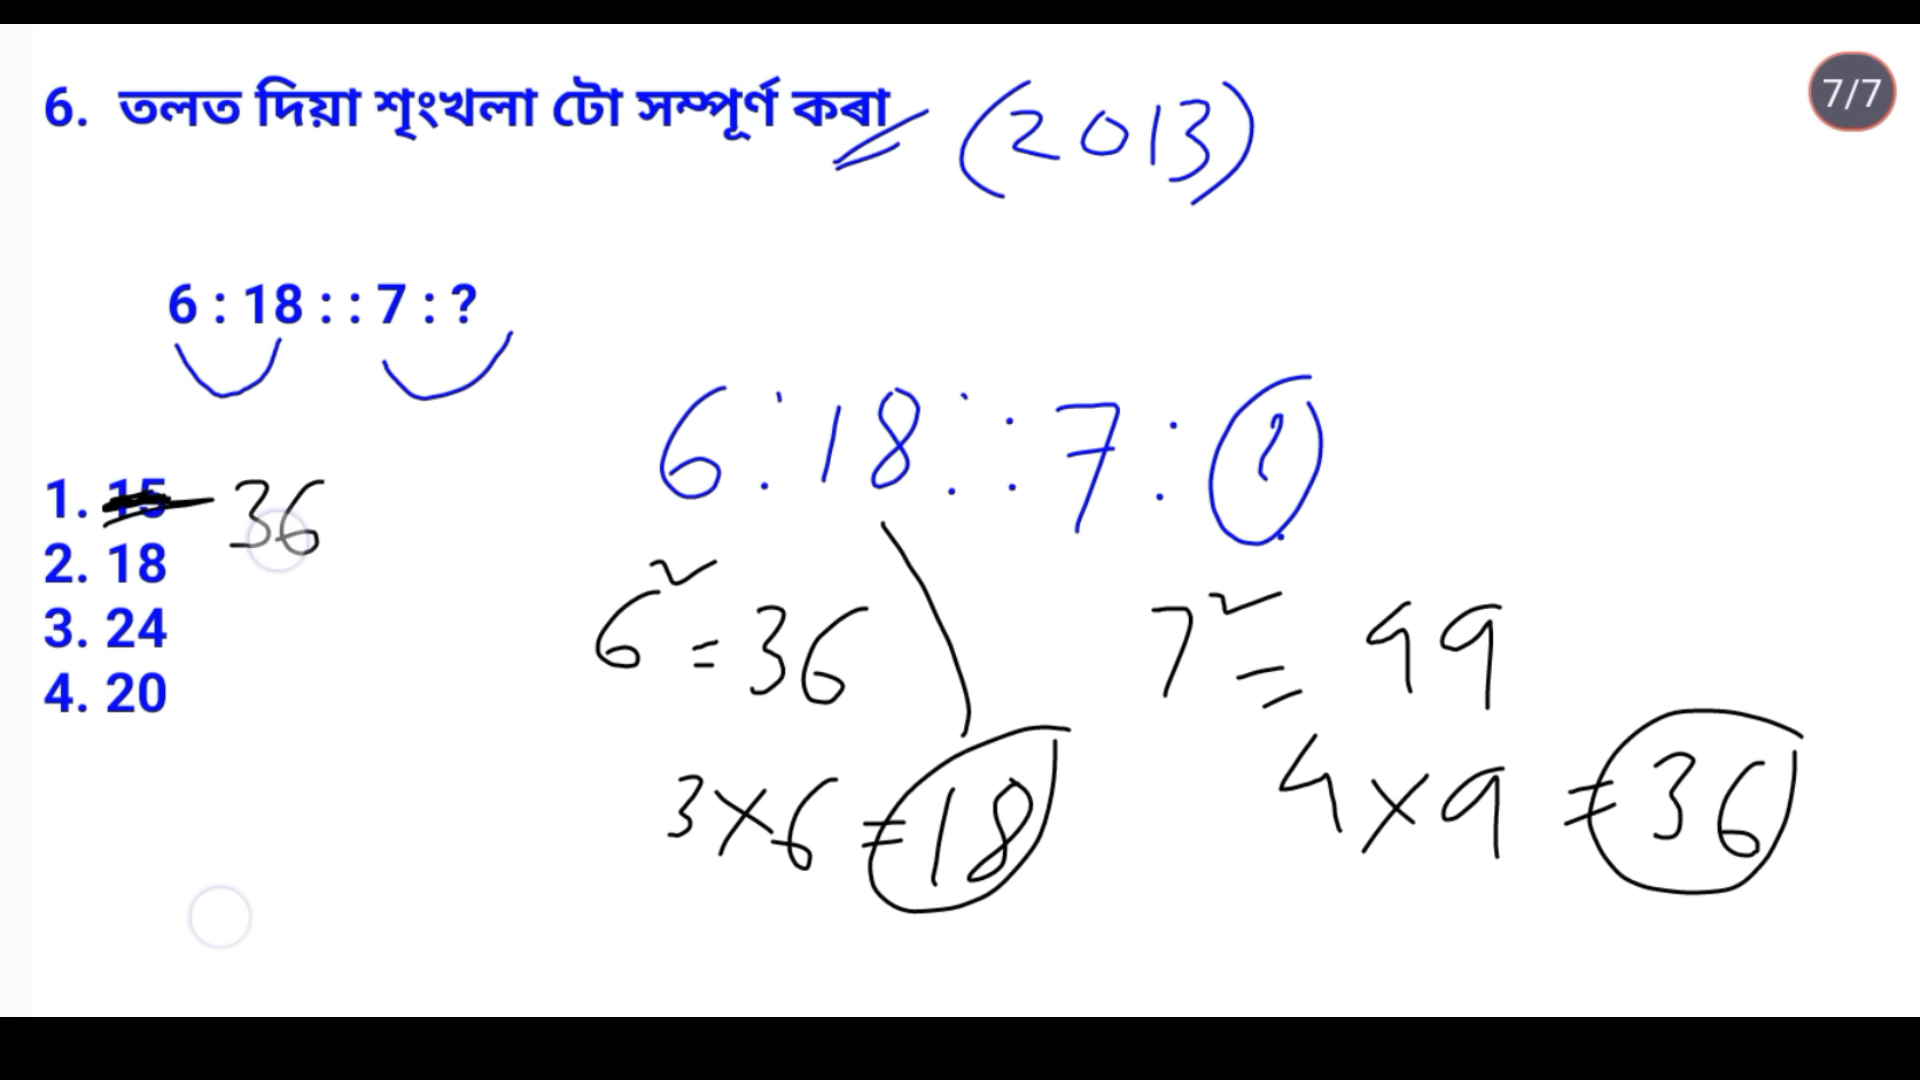 6. তলত দিয়া শৃংখলা টো সম্পূৰ্ণ কৰা (2013)
7/7
6 : 18 : : 7 : ?
6 : 18 : : 7 : ?
1. 15 36
2. 18
3. 24
4. 20
6² = 36
7² = 49
3×6 = 18
4×9 = 36